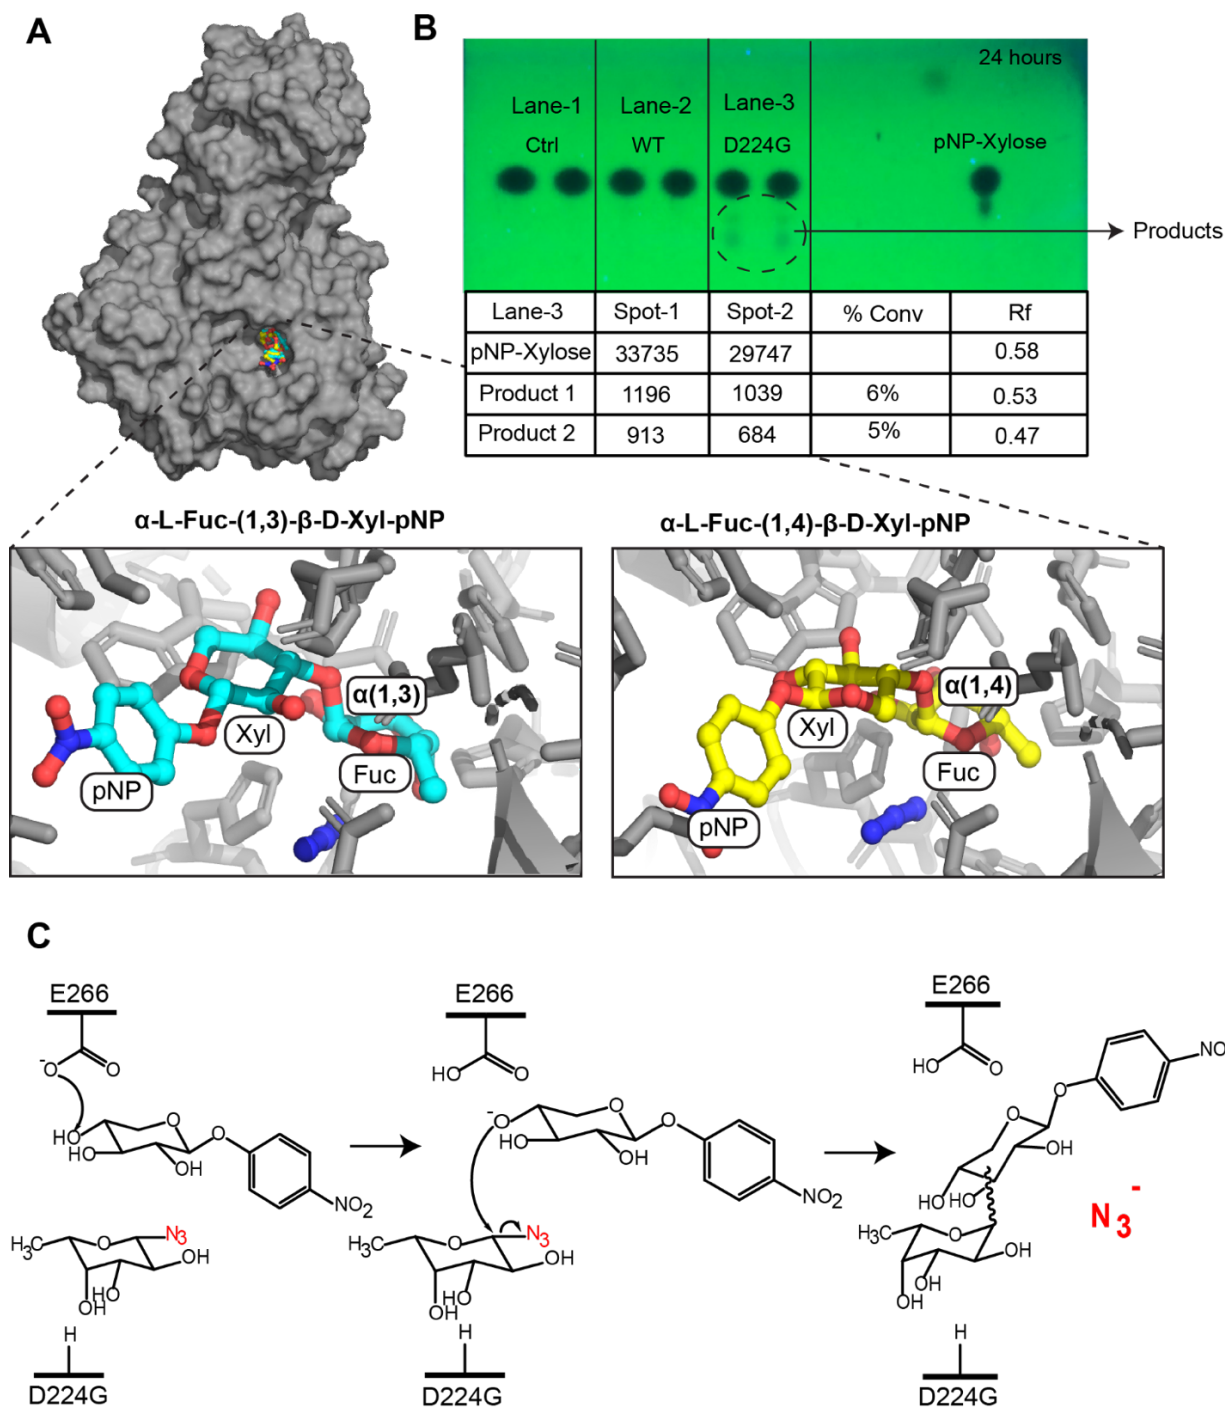 A
B
24 hours
Lane-1
Lane-2
Lane-3
Ctrl
WT
D224G
pNP-Xylose
Products
Lane-3 Spot-1 Spot-2 % Conv Rf
pNP-Xylose 33735 29747 0.58
Product 1 1196 1039 6% 0.53
Product 2 913 684 5% 0.47
α-L-Fuc-(1,3)-β-D-Xyl-pNP
α-L-Fuc-(1,4)-β-D-Xyl-pNP
α(1,3)
Xyl
Fuc
pNP
α(1,4)
Xyl
Fuc
pNP
C
E266
-O O
HO
HO
O
O
OH
NO2
H3C
O
N3
OH
HO
OH
H
D224G
E266
HO O
-O
HO
O
O
OH
NO2
H3C
O
N3
OH
HO
OH
H
D224G
E266
HO O
NO
O
O
OH
HO
HO
N3-
H3C
O
OH
OH
OH
H
D224G